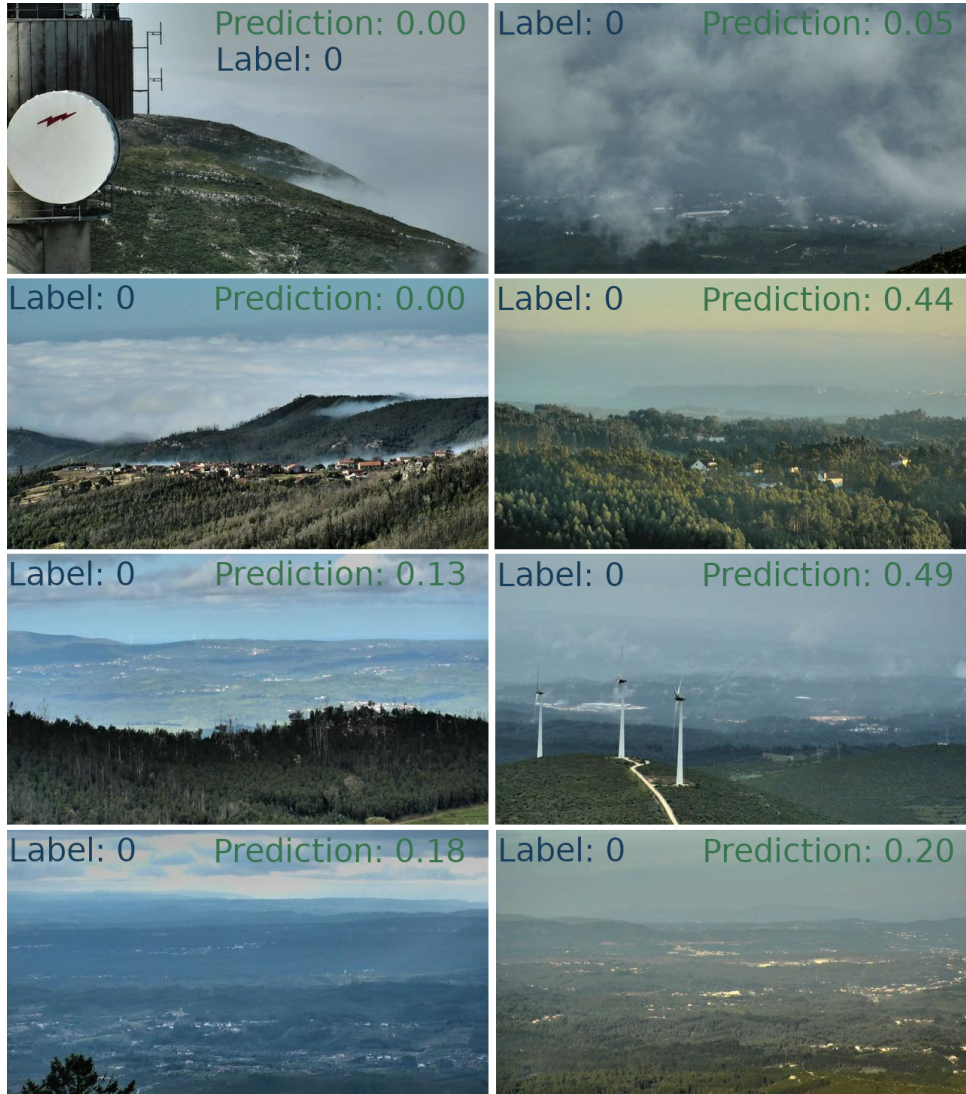 Prediction: 0.00
Label: 0
Label: 0 Prediction: 0.05
Label: 0 Prediction: 0.00
Label: 0 Prediction: 0.44
Label: 0 Prediction: 0.13
Label: 0 Prediction: 0.49
Label: 0 Prediction: 0.18
Label: 0 Prediction: 0.20